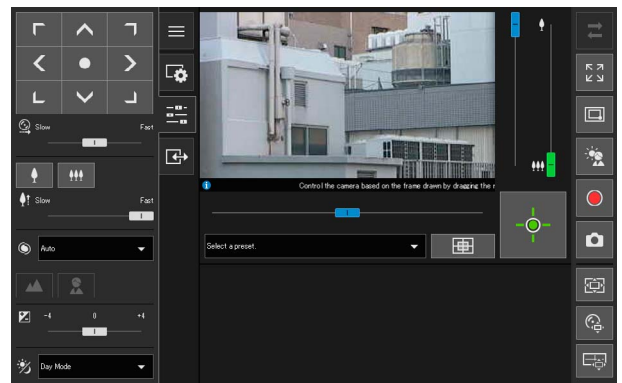 Slow Fast
Slow Fast
Auto
-4 0 +4
Day Mode
Control the camera based on the frame drawn by dragging the r
Select a preset.